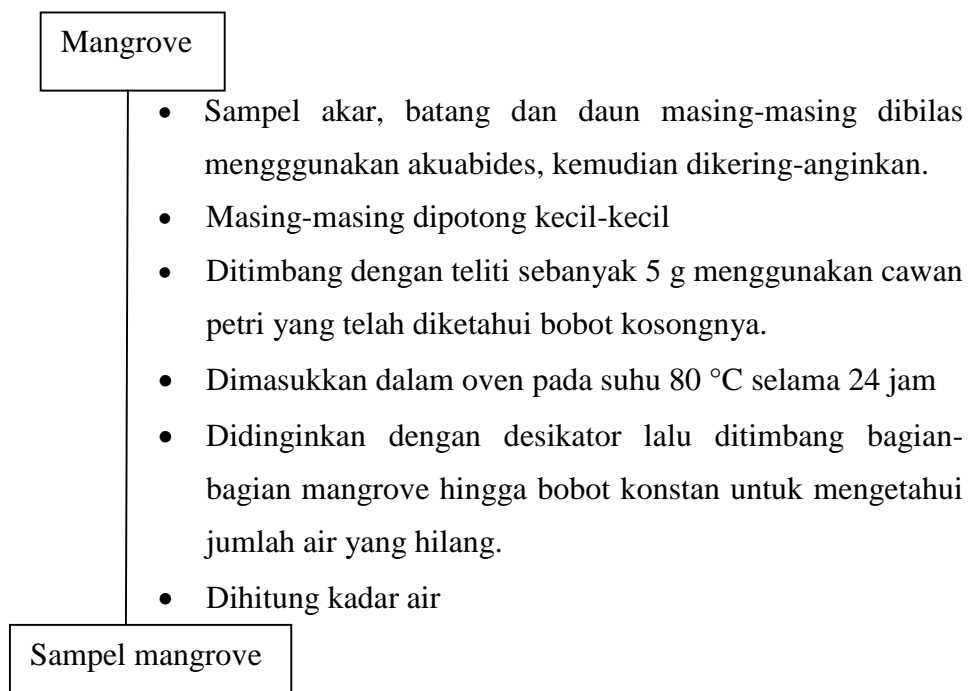 Mangrove
• Sampel akar, batang dan daun masing-masing dibilas
mengggunakan akuabides, kemudian dikering-anginkan.
• Masing-masing dipotong kecil-kecil
• Ditimbang dengan teliti sebanyak 5 g menggunakan cawan
petri yang telah diketahui bobot kosongnya.
• Dimasukkan dalam oven pada suhu 80 °C selama 24 jam
• Didinginkan dengan desikator lalu ditimbang bagian-
bagian mangrove hingga bobot konstan untuk mengetahui
jumlah air yang hilang.
• Dihitung kadar air
Sampel mangrove